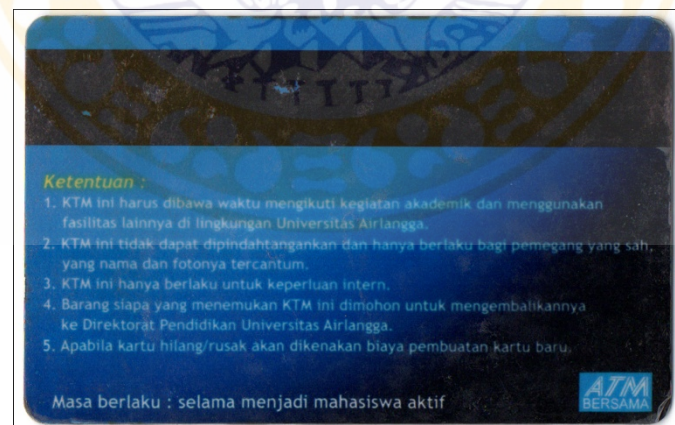 Ketentuan :
1. KTM ini harus dibawa waktu mengikuti kegiatan akademik dan menggunakan
fasilitas lainnya di lingkungan Universitas Airlangga.
2. KTM ini tidak dapat dipindahtangankan dan hanya berlaku bagi pemegang yang sah,
yang nama dan fotonya tercantum.
3. KTM ini hanya berlaku untuk keperluan intern.
4. Barang siapa yang menemukan KTM ini dimohon untuk mengembalikannya
ke Direktorat Pendidikan Universitas Airlangga.
5. Apabila kartu hilang/rusak akan dikenakan biaya pembuatan kartu baru.
Masa berlaku : selama menjadi mahasiswa aktif
ATM
BERSAMA